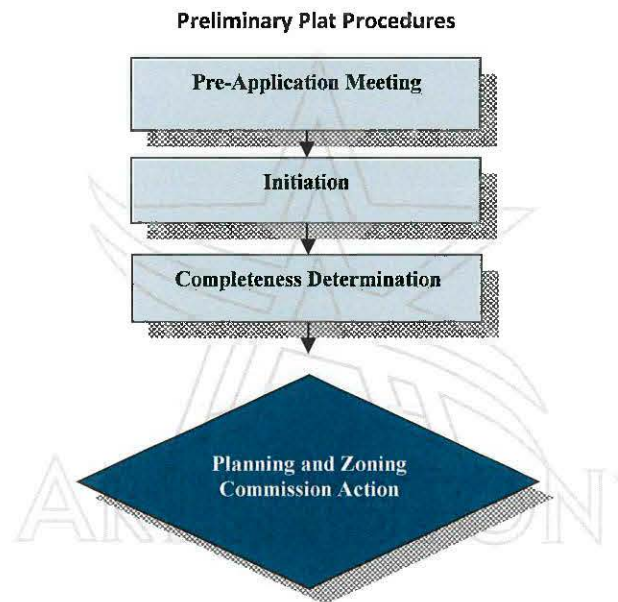 Preliminary Plat Procedures
Pre-Application Meeting
Initiation
Completeness Determination
Planning and Zoning
Commission Action